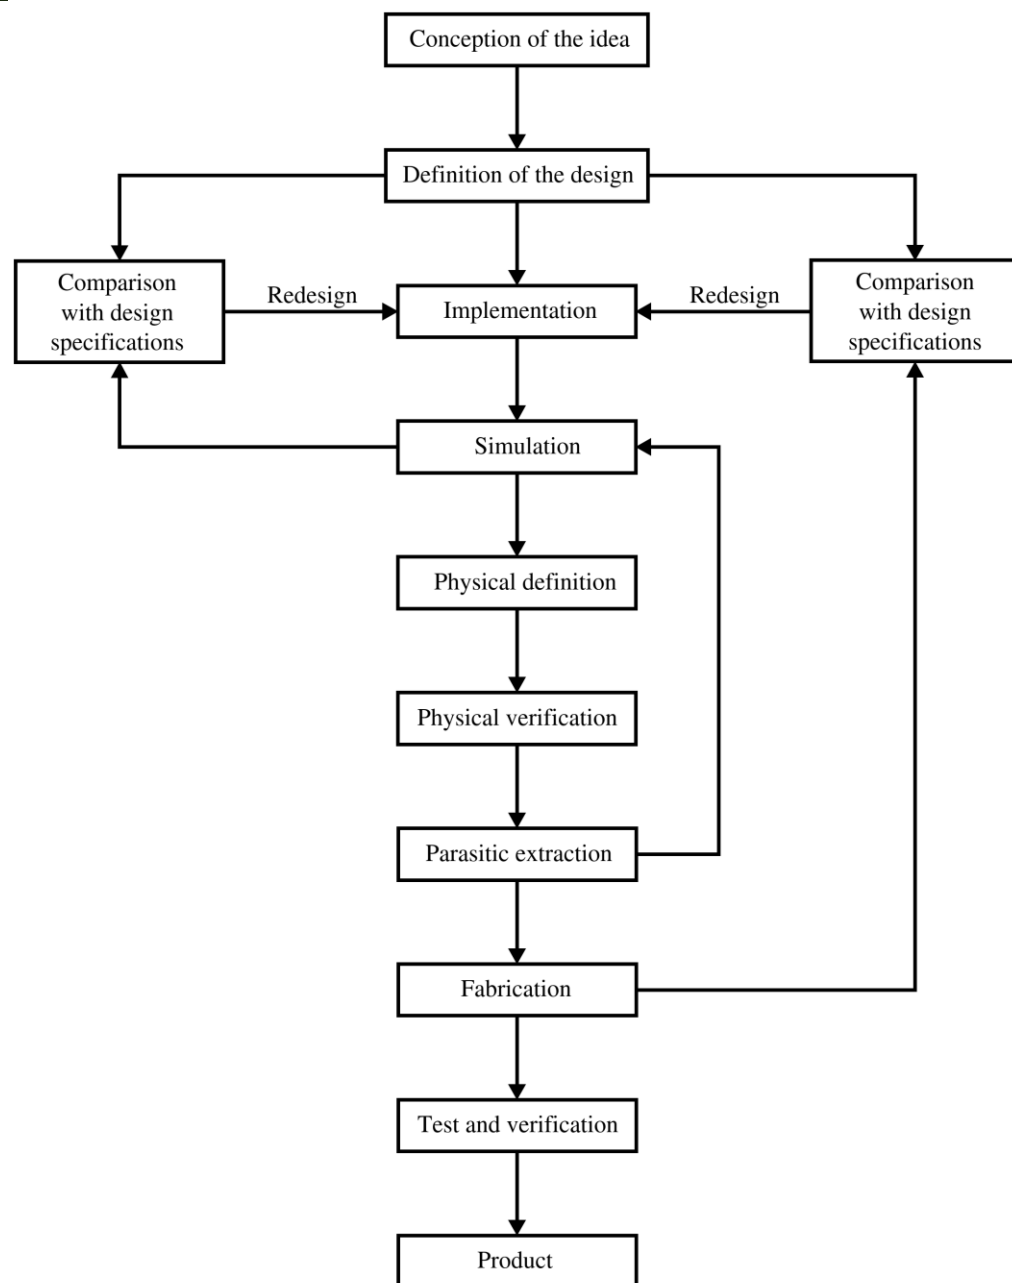 Conception of the idea
Definition of the design
Comparison
with design
specifications
Redesign
Implementation
Redesign
Comparison
with design
specifications
Simulation
Physical definition
Physical verification
Parasitic extraction
Fabrication
Test and verification
Product